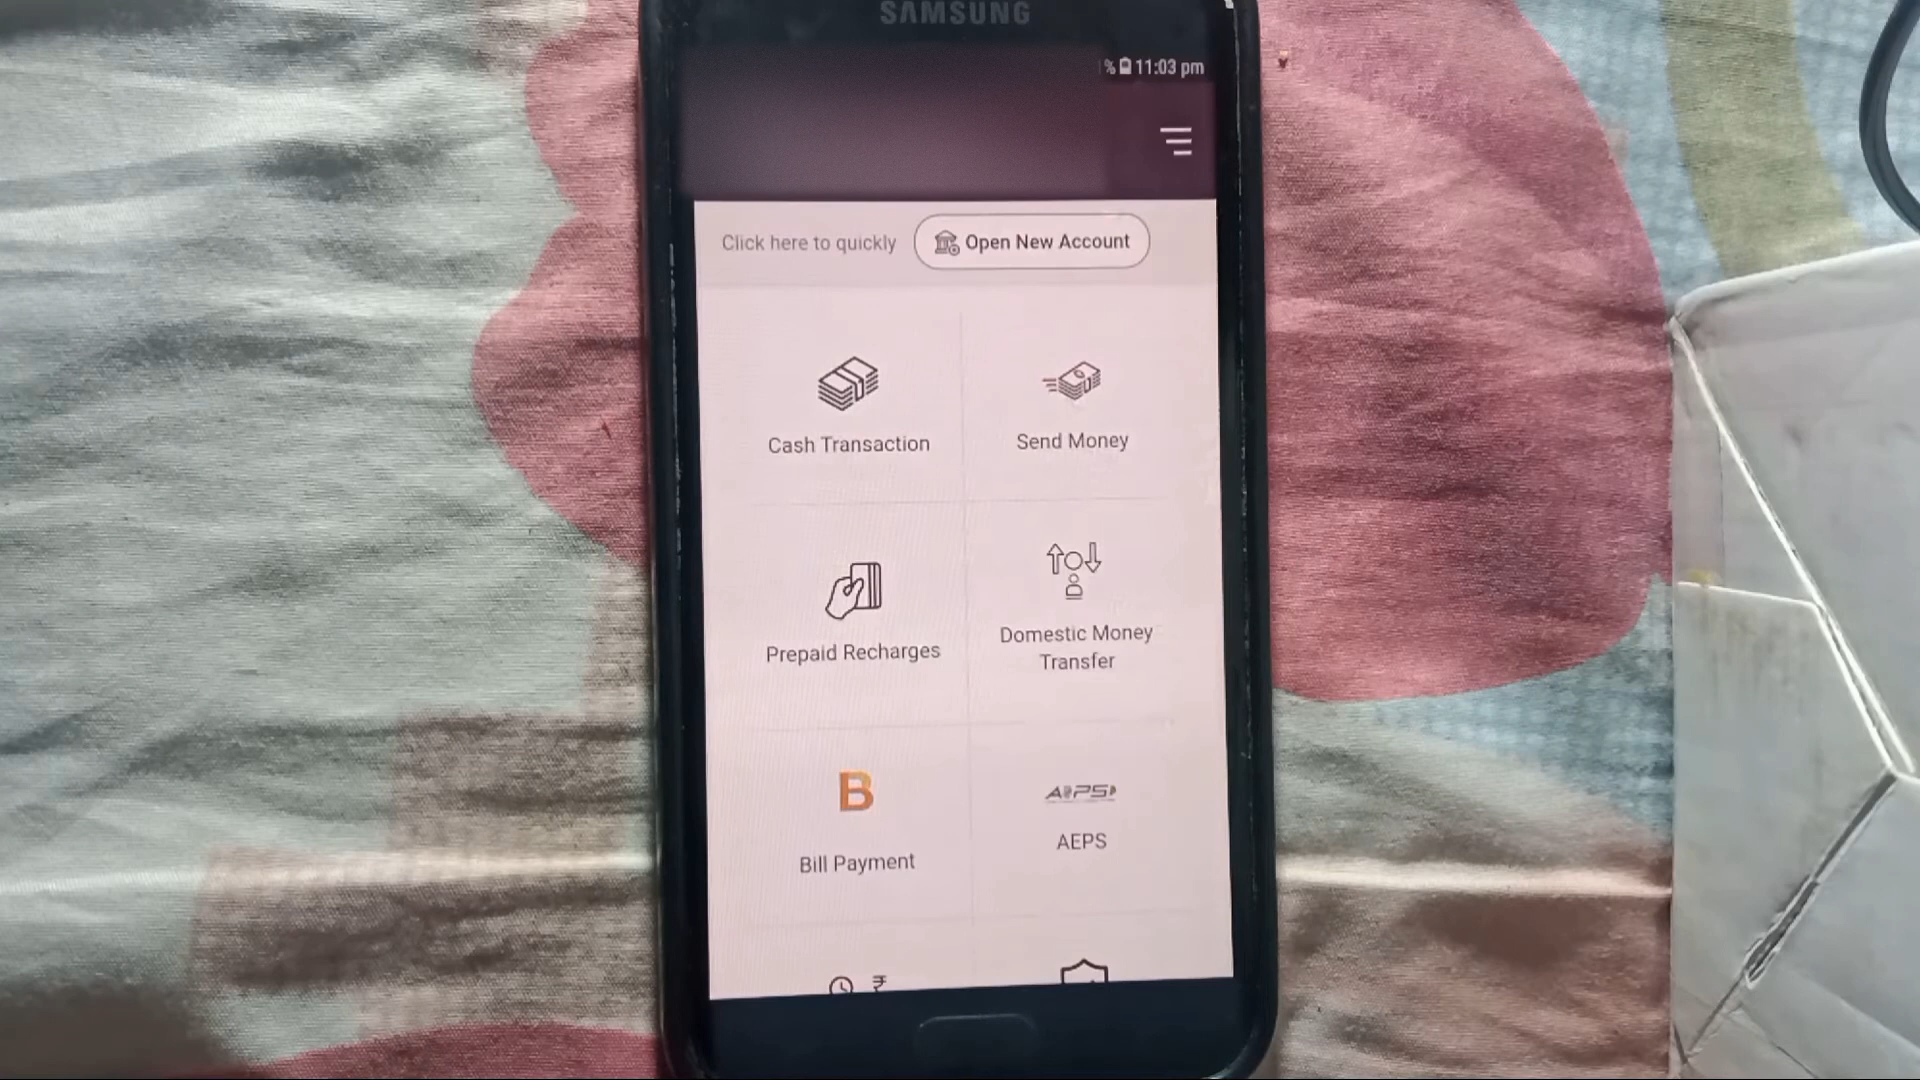 SAMSUNG
% 11:03 pm
Click here to quickly Open New Account
Cash Transaction
Send Money
Prepaid Recharges
Domestic Money
Transfer
B
Bill Payment
AEPS
AEPS
₹